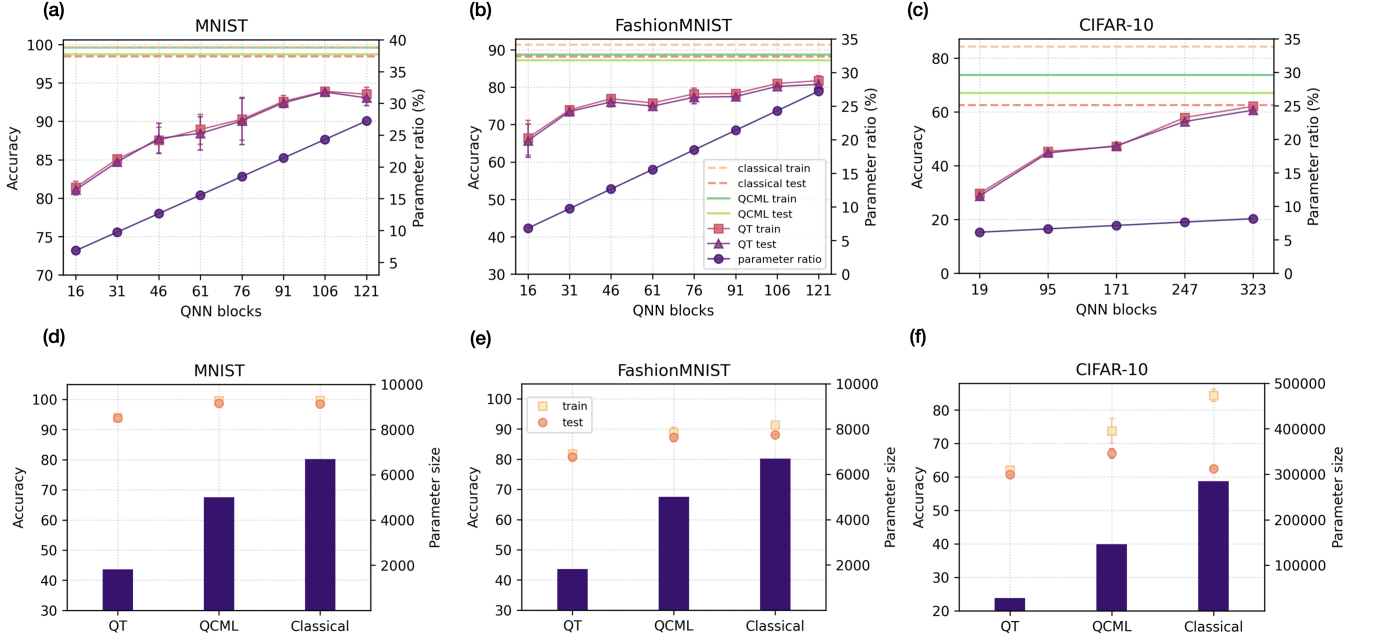 (a)
MNIST
100
95
90
85
80
75
70
Accuracy
40
35
30
25
20
15
10
5
Parameter ratio (%)
16 31 46 61 76 91 106 121
QNN blocks
(b)
FashionMNIST
90
80
70
60
50
40
30
Accuracy
35
30
25
20
15
10
5
0
Parameter ratio (%)
classical train
classical test
QCML train
QCML test
QT train
QT test
parameter ratio
16 31 46 61 76 91 106 121
QNN blocks
(c)
CIFAR-10
80
60
40
20
0
Accuracy
35
30
25
20
15
10
5
0
Parameter ratio (%)
19 95 171 247 323
QNN blocks
(d)
MNIST
100
90
80
70
60
50
40
30
Accuracy
10000
8000
6000
4000
2000
Parameter size
QT QCML Classical
(e)
FashionMNIST
100
90
80
70
60
50
40
30
Accuracy
train
test
10000
8000
6000
4000
2000
Parameter size
QT QCML Classical
(f)
CIFAR-10
80
70
60
50
40
30
20
Accuracy
500000
400000
300000
200000
100000
Parameter size
QT QCML Classical